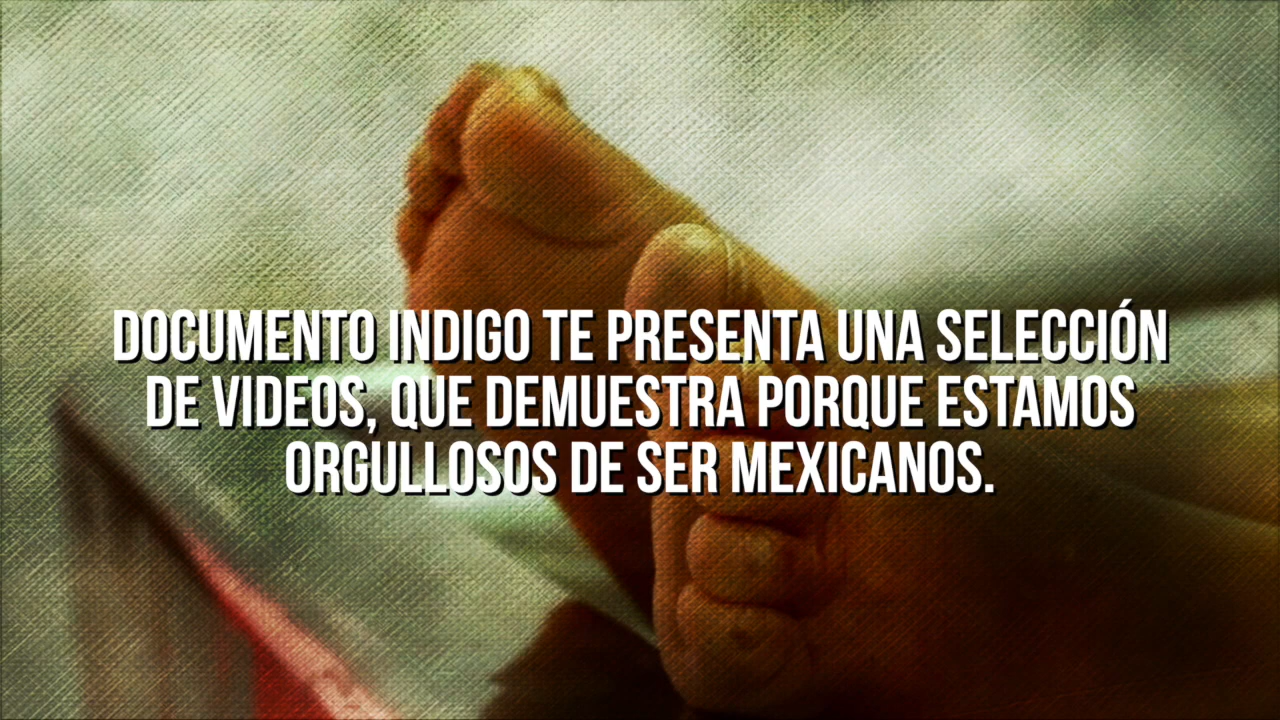 DOCUMENTO INDIGO TE PRESENTA UNA SELECCIÓN
DE VIDEOS, QUE DEMUESTRA PORQUE ESTAMOS
ORGULLOSOS DE SER MEXICANOS.